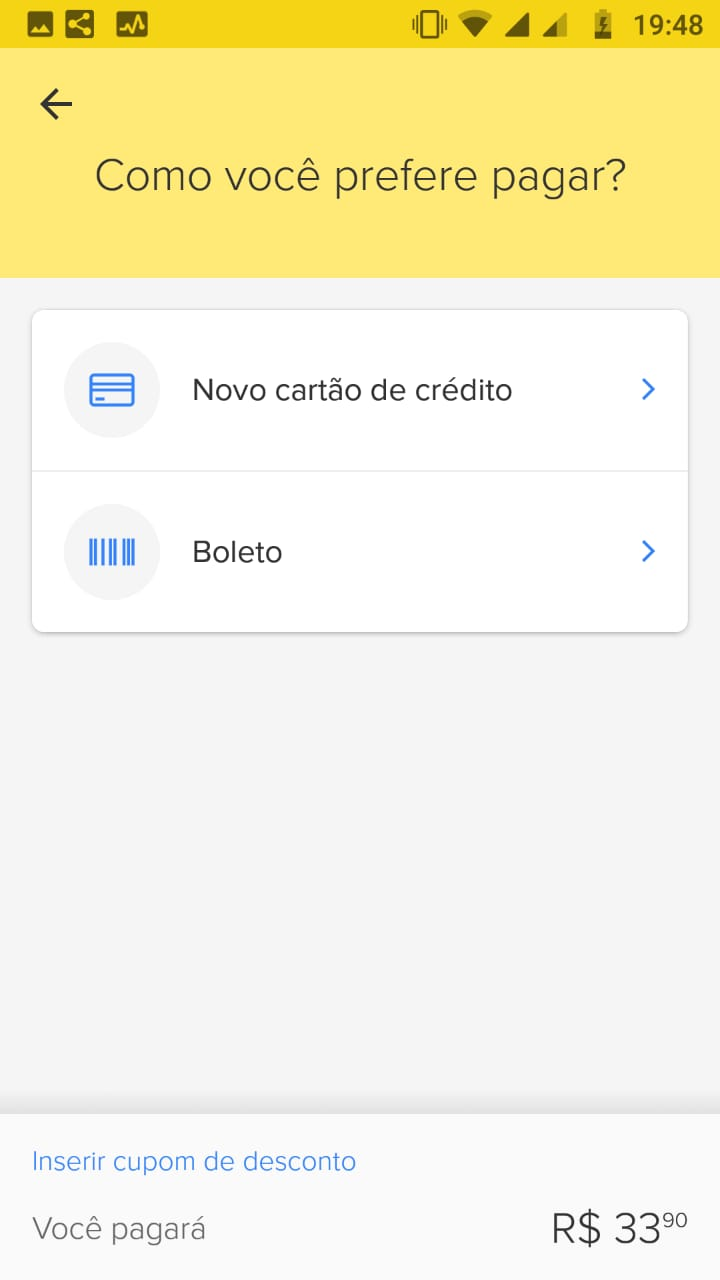 19:48
Como você prefere pagar?
Novo cartão de crédito
Boleto
Inserir cupom de desconto
Você pagará
R$ 33⁹⁰